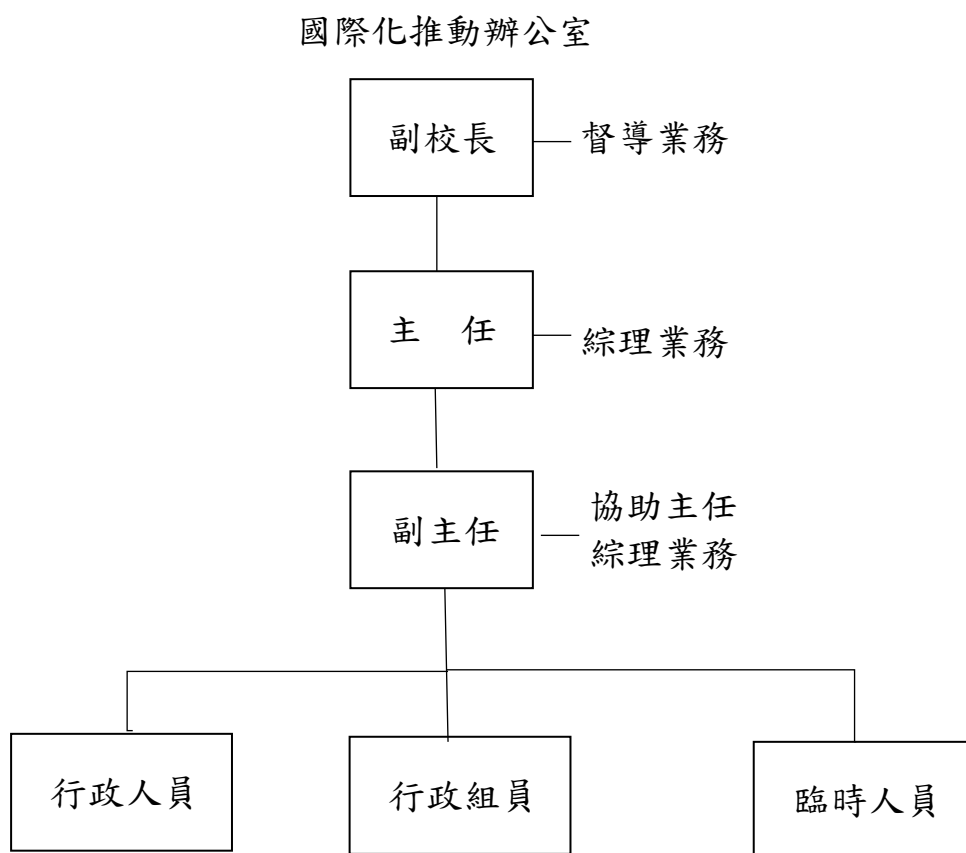 國際化推動辦公室
副校長
督導業務
主　任
綜理業務
副主任
協助主任
綜理業務
行政人員
行政組員
臨時人員